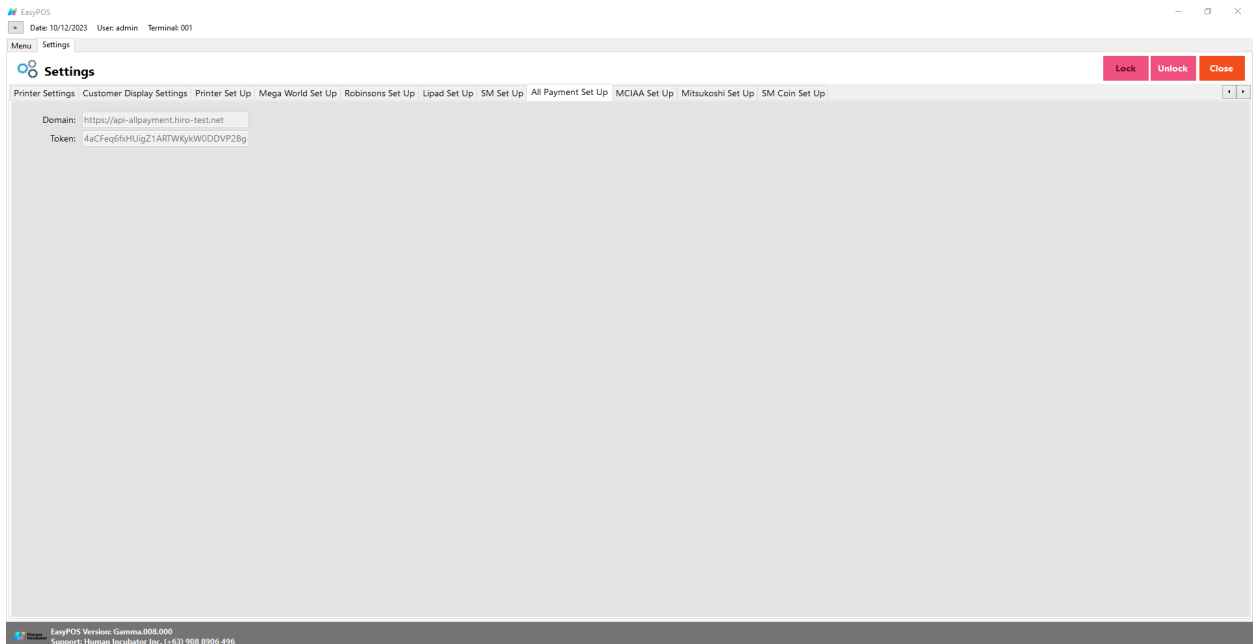 EasyPOS
Date: 10/12/2023 User: admin Terminal: 001
Menu Settings
Settings
Lock Unlock Close
Printer Settings Customer Display Settings Printer Set Up Mega World Set Up Robinsons Set Up Lipad Set Up SM Set Up All Payment Set Up MCIAA Set Up Mitsukoshi Set Up SM Coin Set Up
Domain: https://api-allpayment.hiro-test.net
Token: 4aCFeq6fxHUigZ1ARTWKykW0DDVP2Bg
Human Incubator
EasyPOS Version: Gamma.008.000
Support: Human Incubator Inc. (+63) 908 8906 496